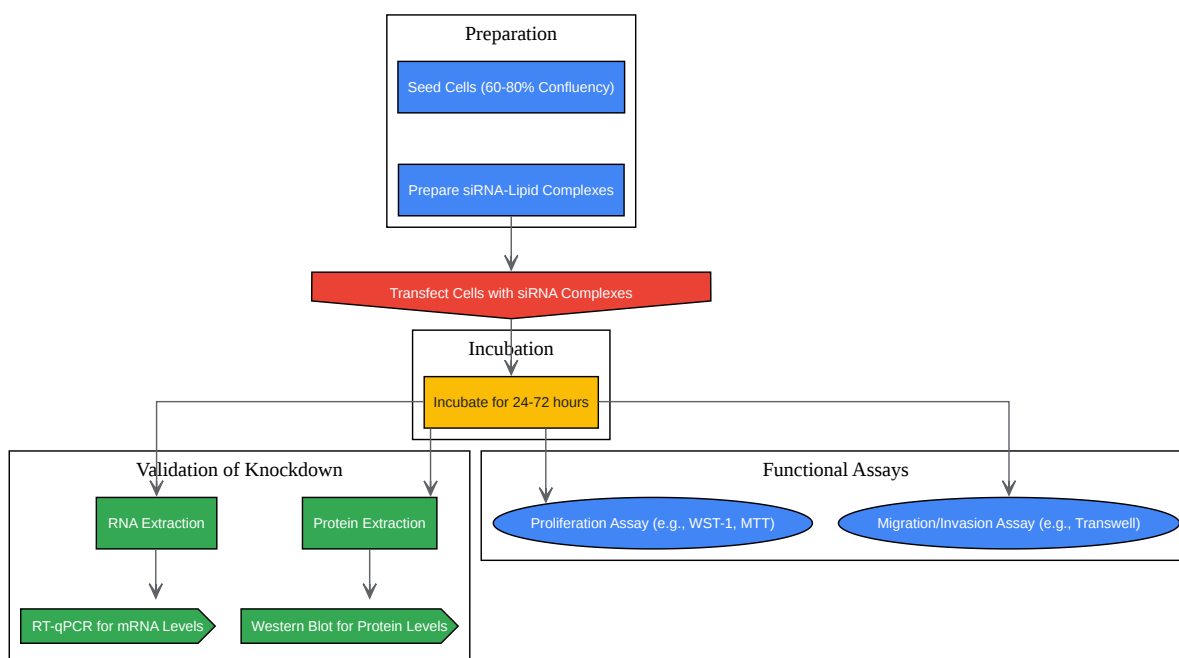 Preparation
Seed Cells (60-80% Confluency)
Prepare siRNA-Lipid Complexes
Transfect Cells with siRNA Complexes
Incubation
Incubate for 24-72 hours
Validation of Knockdown
Functional Assays
RNA Extraction
Protein Extraction
Proliferation Assay (e.g., WST-1, MTT)
Migration/Invasion Assay (e.g., Transwell)
RT-qPCR for mRNA Levels
Western Blot for Protein Levels